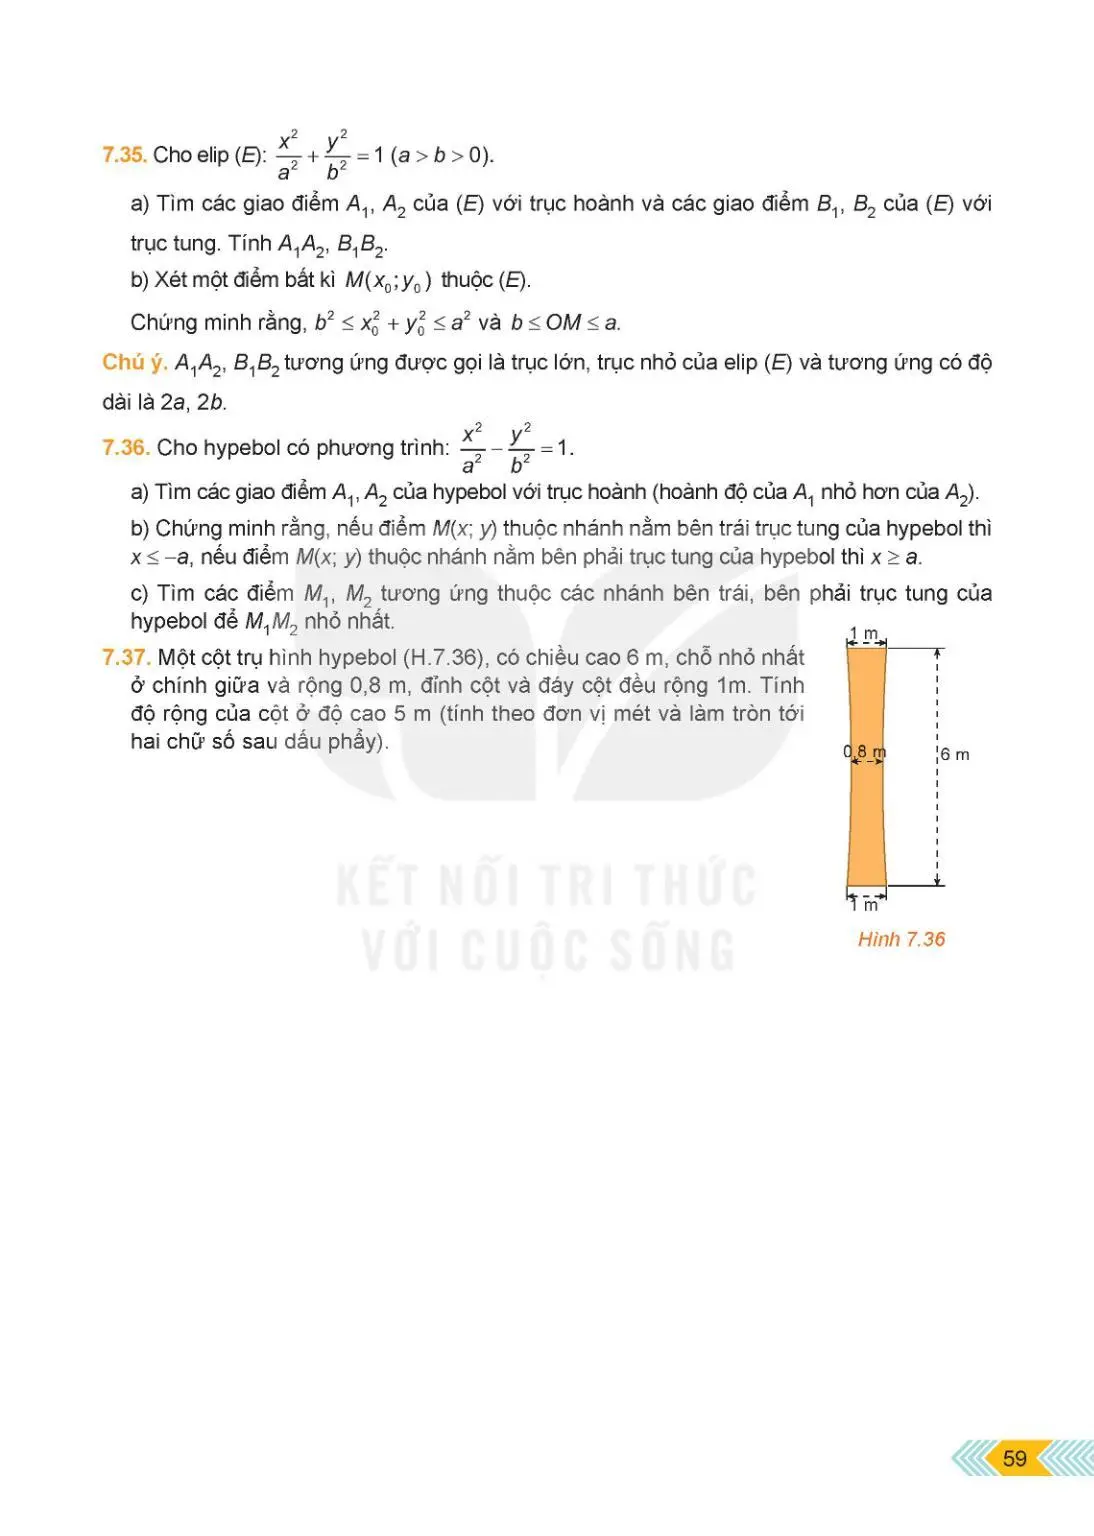 7.35. Cho elip (E): x²/a² + y²/b² = 1 (a > b > 0).
a) Tìm các giao điểm A₁, A₂ của (E) với trục hoành và các giao điểm B₁, B₂ của (E) với
trục tung. Tính A₁A₂, B₁B₂.
b) Xét một điểm bất kì M(x₀; y₀) thuộc (E).
Chứng minh rằng, b² ≤ x₀² + y₀² ≤ a² và b ≤ OM ≤ a.
Chú ý. A₁A₂, B₁B₂ tương ứng được gọi là trục lớn, trục nhỏ của elip (E) và tương ứng có độ
dài là 2a, 2b.
7.36. Cho hypebol có phương trình: x²/a² − y²/b² = 1.
a) Tìm các giao điểm A₁, A₂ của hypebol với trục hoành (hoành độ của A₁ nhỏ hơn của A₂).
b) Chứng minh rằng, nếu điểm M(x; y) thuộc nhánh nằm bên trái trục tung của hypebol thì
x ≤ −a, nếu điểm M(x; y) thuộc nhánh nằm bên phải trục tung của hypebol thì x ≥ a.
c) Tìm các điểm M₁, M₂ tương ứng thuộc các nhánh bên trái, bên phải trục tung của
hypebol để M₁M₂ nhỏ nhất.
7.37. Một cột trụ hình hypebol (H.7.36), có chiều cao 6 m, chỗ nhỏ nhất
ở chính giữa và rộng 0,8 m, đỉnh cột và đáy cột đều rộng 1m. Tính
độ rộng của cột ở độ cao 5 m (tính theo đơn vị mét và làm tròn tới
hai chữ số sau dấu phẩy).
1 m
0,8 m
6 m
1 m
Hình 7.36
KẾT NỐI TRI THỨC
VỚI CUỘC SỐNG
59